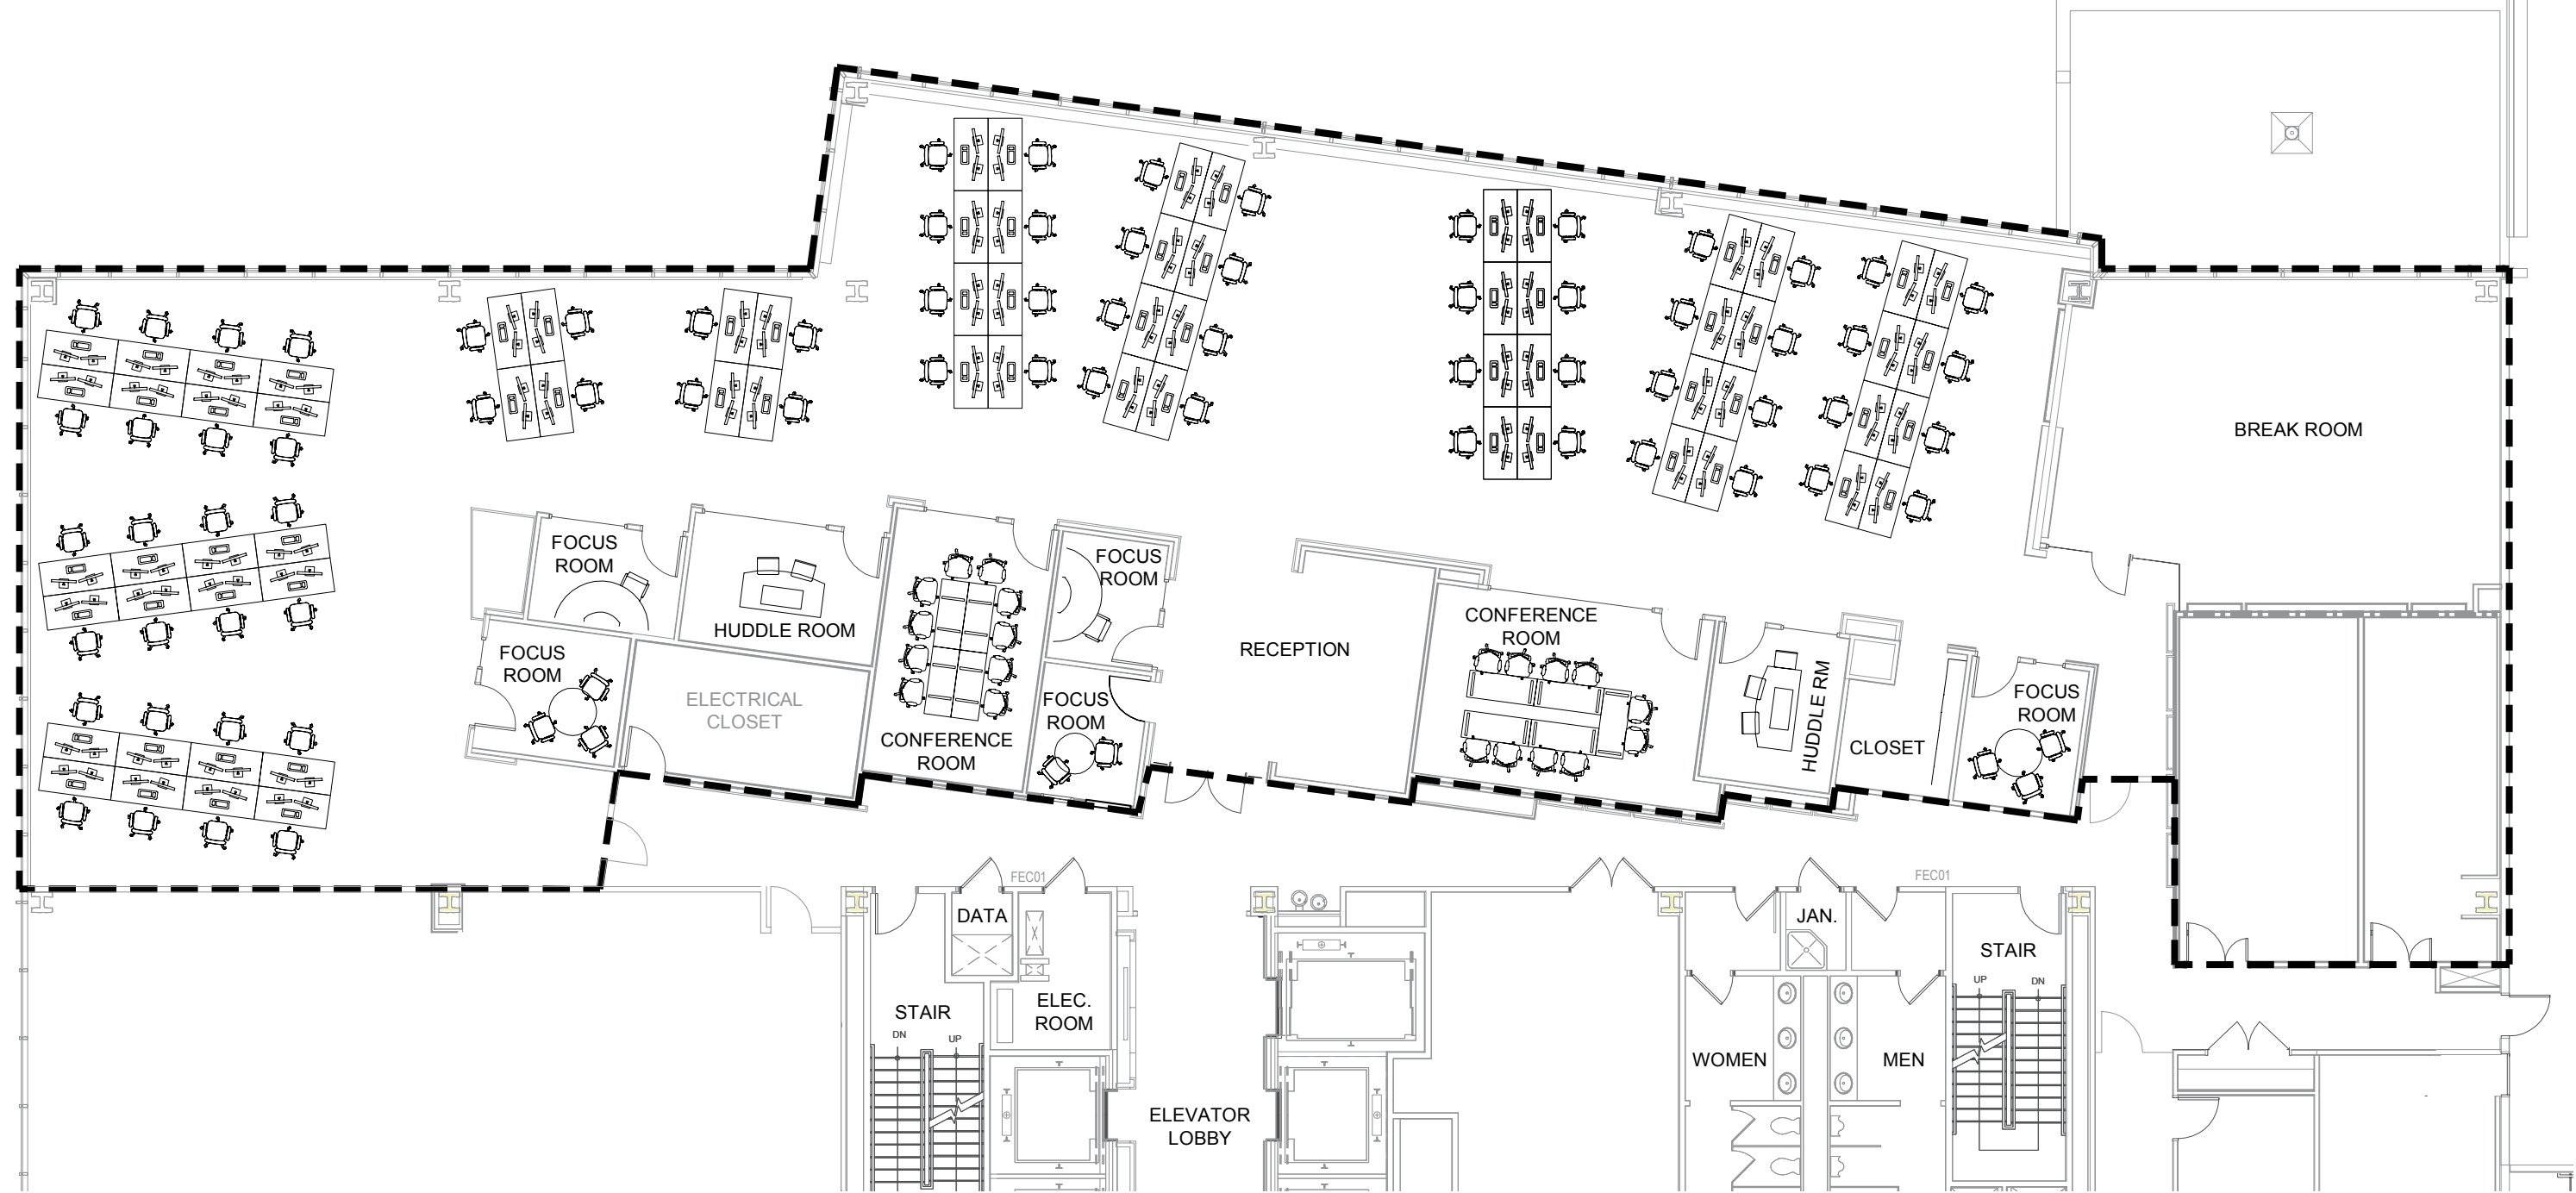 BREAK ROOM
FOCUS
ROOM
FOCUS
ROOM
HUDDLE ROOM
CONFERENCE
ROOM
RECEPTION
FOCUS
ROOM
ELECTRICAL
CLOSET
FOCUS
ROOM
CONFERENCE
ROOM
HUDDLE RM
CLOSET
FOCUS
ROOM
FEC01
FEC01
DATA
JAN.
STAIR
STAIR
ELEC.
ROOM
UP
DN
DN
UP
WOMEN
MEN
ELEVATOR
LOBBY